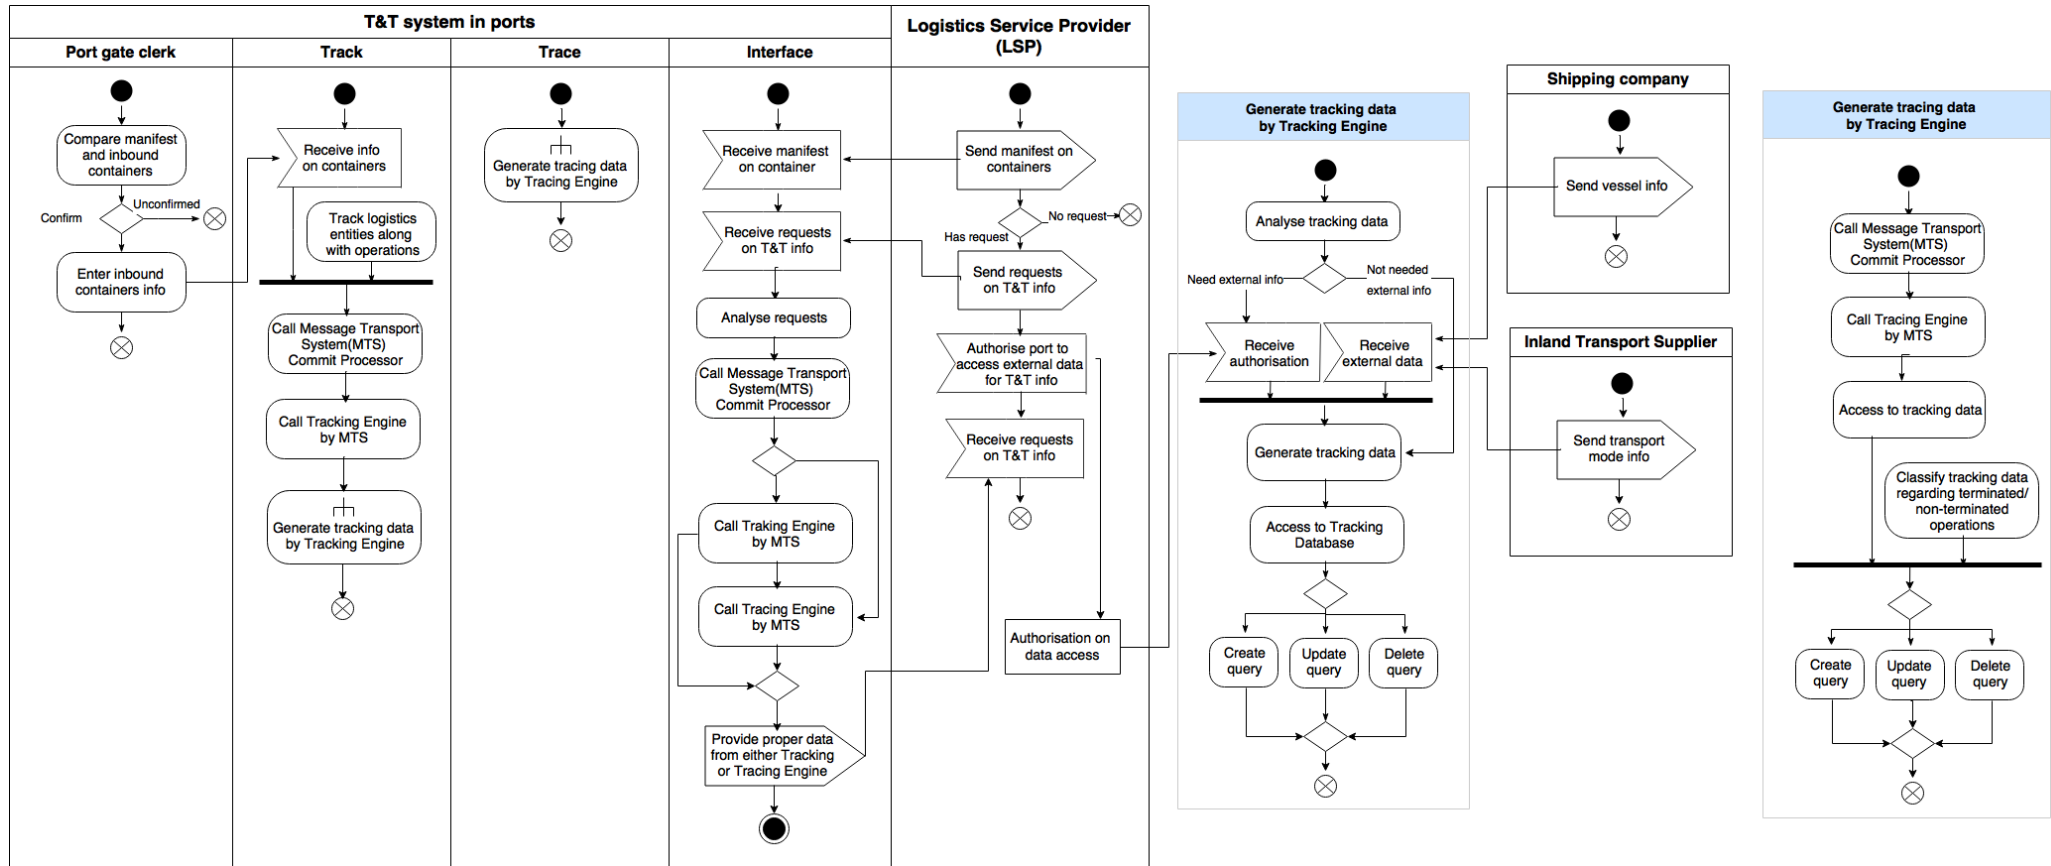 T&T system in ports
Port gate clerk
Compare manifest
and inbound
containers
Confirm
Unconfirmed
Enter inbound
containers info
Track
Receive info
on containers
Track logistics
entities along
with operations
Call Message Transport
System(MTS)
Commit Processor
Call Tracking Engine
by MTS
Generate tracking data
by Tracking Engine
Trace
Generate tracing data
by Tracing Engine
Interface
Receive manifest
on container
Receive requests
on T&T info
Analyse requests
Call Message Transport
System(MTS)
Commit Processor
Call Traking Engine
by MTS
Call Tracing Engine
by MTS
Provide proper data
from either Tracking
or Tracing Engine
Logistics Service Provider
(LSP)
Send manifest on
containers
No request
Has request
Send requests
on T&T info
Authorise port to
access external data
for T&T info
Receive requests
on T&T info
Authorisation on
data access
Generate tracking data
by Tracking Engine
Analyse tracking data
Need external info
Not needed
external info
Receive
authorisation
Receive
external data
Generate tracking data
Access to Tracking
Database
Create
query
Update
query
Delete
query
Shipping company
Send vessel info
Inland Transport Supplier
Send transport
mode info
Generate tracing data
by Tracing Engine
Call Message Transport
System(MTS)
Commit Processor
Call Tracing Engine
by MTS
Access to tracking data
Classify tracking data
regarding terminated/
non-terminated
operations
Create
query
Update
query
Delete
query